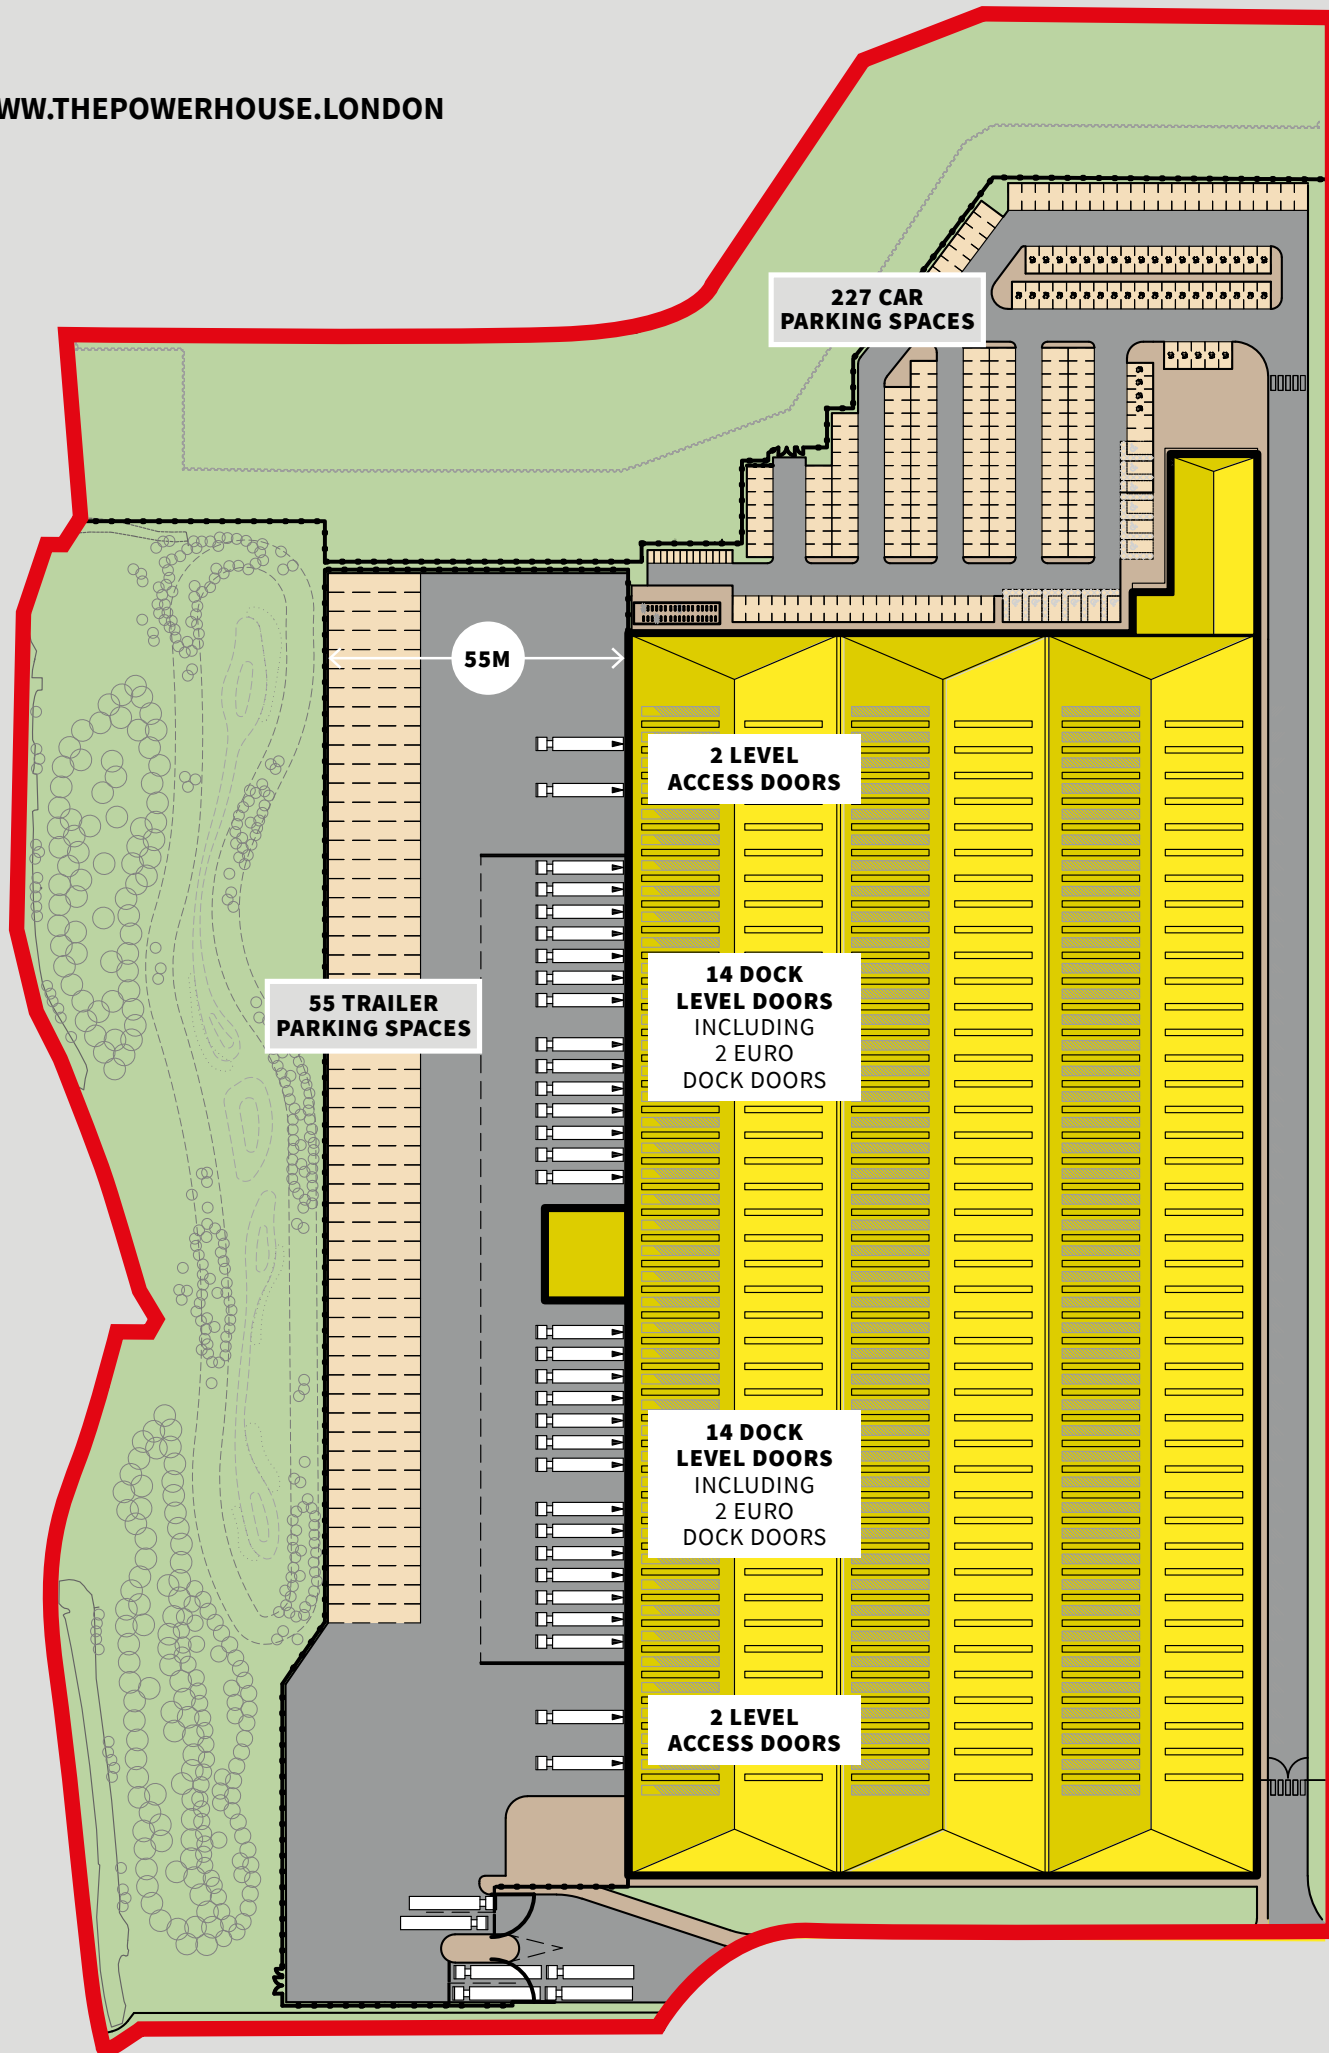 WW.THEPOWERHOUSE.LONDON
227 CAR
PARKING SPACES
55M
2 LEVEL
ACCESS DOORS
14 DOCK
LEVEL DOORS
INCLUDING
2 EURO
DOCK DOORS
55 TRAILER
PARKING SPACES
14 DOCK
LEVEL DOORS
INCLUDING
2 EURO
DOCK DOORS
2 LEVEL
ACCESS DOORS